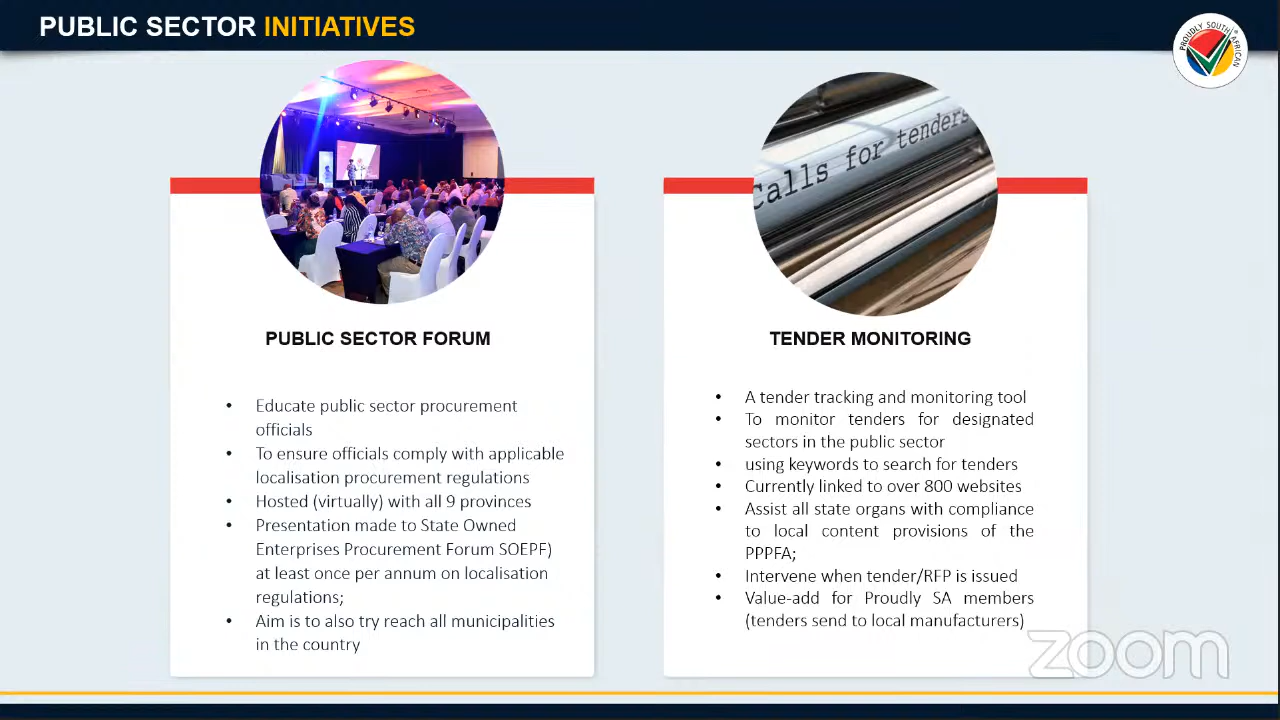 PUBLIC SECTOR INITIATIVES
PROUDLY SOUTH AFRICAN
Calls for tenders
PUBLIC SECTOR FORUM
• Educate public sector procurement
officials
• To ensure officials comply with applicable
localisation procurement regulations
• Hosted (virtually) with all 9 provinces
• Presentation made to State Owned
Enterprises Procurement Forum SOEPF)
at least once per annum on localisation
regulations;
• Aim is to also try reach all municipalities
in the country
TENDER MONITORING
• A tender tracking and monitoring tool
• To monitor tenders for designated
sectors in the public sector
• using keywords to search for tenders
• Currently linked to over 800 websites
• Assist all state organs with compliance
to local content provisions of the
PPPFA;
• Intervene when tender/RFP is issued
• Value-add for Proudly SA members
(tenders send to local manufacturers)
zoom